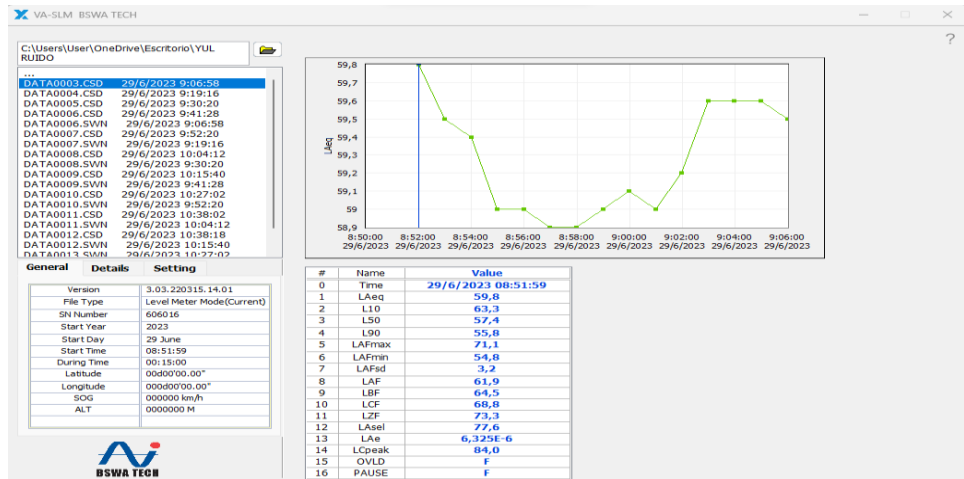 VA-SLM BSWA TECH
?
C:\Users\User\OneDrive\Escritorio\YUL
RUIDO
...
DATA0003.CSD 29/6/2023 9:06:58
DATA0004.CSD 29/6/2023 9:19:16
DATA0005.CSD 29/6/2023 9:30:20
DATA0006.CSD 29/6/2023 9:41:28
DATA0006.SWN 29/6/2023 9:06:58
DATA0007.CSD 29/6/2023 9:52:20
DATA0007.SWN 29/6/2023 9:19:16
DATA0008.CSD 29/6/2023 10:04:12
DATA0008.SWN 29/6/2023 9:30:20
DATA0009.CSD 29/6/2023 10:15:40
DATA0009.SWN 29/6/2023 9:41:28
DATA0010.CSD 29/6/2023 10:27:02
DATA0010.SWN 29/6/2023 9:52:20
DATA0011.CSD 29/6/2023 10:38:02
DATA0011.SWN 29/6/2023 10:04:12
DATA0012.CSD 29/6/2023 10:38:18
DATA0012.SWN 29/6/2023 10:15:40
DATA0013.SWN 29/6/2023 10:27:02
General Details Setting
Version 3.03.220315.14.01
File Type Level Meter Mode(Current)
SN Number 606016
Start Year 2023
Start Day 29 June
Start Time 08:51:59
During Time 00:15:00
Latitude 00d00'00.00"
Longitude 000d00'00.00"
SOG 000000 km/h
ALT 0000000 M
BSWA TECH
LAeq
59,8
59,7
59,6
59,5
59,4
59,3
59,2
59,1
59
58,9
8:50:00 8:52:00 8:54:00 8:56:00 8:58:00 9:00:00 9:02:00 9:04:00 9:06:00
29/6/2023 29/6/2023 29/6/2023 29/6/2023 29/6/2023 29/6/2023 29/6/2023 29/6/2023 29/6/2023
# Name Value
0 Time 29/6/2023 08:51:59
1 LAeq 59,8
2 L10 63,3
3 L50 57,4
4 L90 55,8
5 LAFmax 71,1
6 LAFmin 54,8
7 LAFsd 3,2
8 LAF 61,9
9 LBF 64,5
10 LCF 68,8
11 LZF 73,3
12 LAsel 77,6
13 LAe 6,325E-6
14 LCpeak 84,0
15 OVLD F
16 PAUSE F